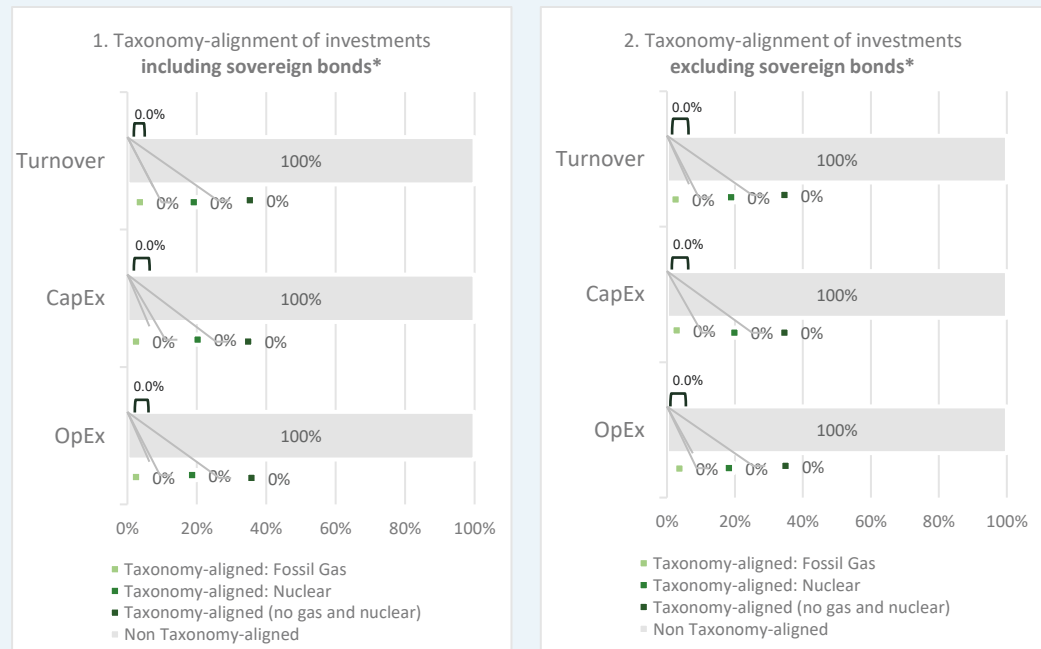 1. Taxonomy-alignment of investments
including sovereign bonds*
0.0%
Turnover
100%
0% 0% 0%
0.0%
CapEx
100%
0% 0% 0%
0.0%
OpEx
100%
0% 0% 0%
0% 20% 40% 60% 80% 100%
Taxonomy-aligned: Fossil Gas
Taxonomy-aligned: Nuclear
Taxonomy-aligned (no gas and nuclear)
Non Taxonomy-aligned
2. Taxonomy-alignment of investments
excluding sovereign bonds*
0.0%
Turnover
100%
0% 0% 0%
0.0%
CapEx
100%
0% 0% 0%
0.0%
OpEx
100%
0% 0% 0%
0% 20% 40% 60% 80% 100%
Taxonomy-aligned: Fossil Gas
Taxonomy-aligned: Nuclear
Taxonomy-aligned (no gas and nuclear)
Non Taxonomy-aligned